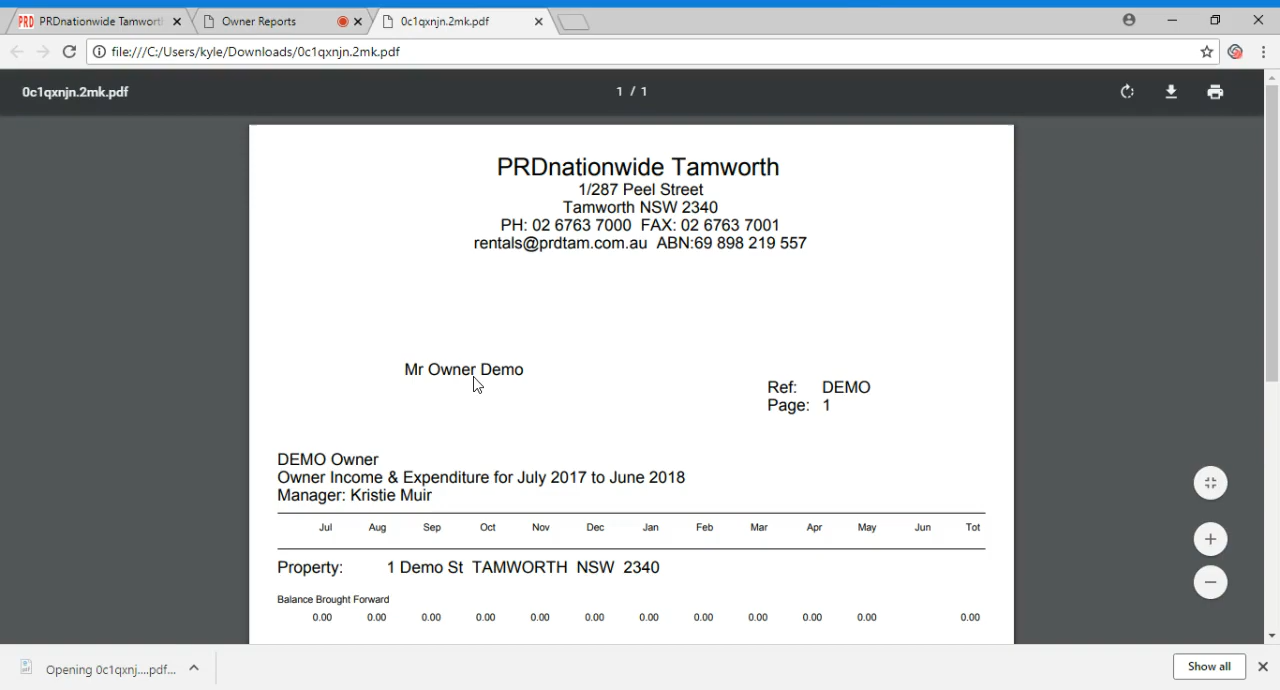 PRD PRDnationwide Tamworth
Owner Reports
0c1qxnjn.2mk.pdf
file:///C:/Users/kyle/Downloads/0c1qxnjn.2mk.pdf
0c1qxnjn.2mk.pdf
1 / 1
PRDnationwide Tamworth
1/287 Peel Street
Tamworth NSW 2340
PH: 02 6763 7000 FAX: 02 6763 7001
rentals@prdtam.com.au ABN:69 898 219 557
Mr Owner Demo
Ref: DEMO
Page: 1
DEMO Owner
Owner Income & Expenditure for July 2017 to June 2018
Manager: Kristie Muir
Jul Aug Sep Oct Nov Dec Jan Feb Mar Apr May Jun Tot
Property: 1 Demo St TAMWORTH NSW 2340
Balance Brought Forward
0.00 0.00 0.00 0.00 0.00 0.00 0.00 0.00 0.00 0.00 0.00 0.00
Opening 0c1qxnj....pdf...
Show all